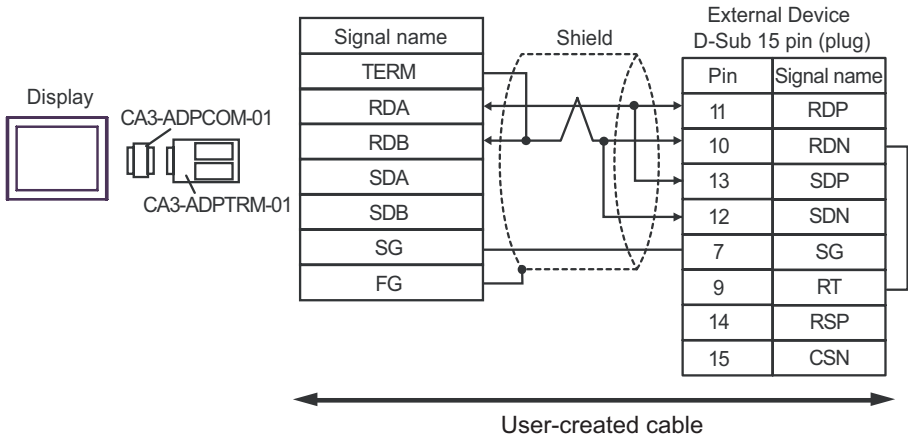 External Device
D-Sub 15 pin (plug)
Signal name
Shield
Pin Signal name
TERM
Display
CA3-ADPCOM-01
RDA
11 RDP
RDB
10 RDN
SDA
13 SDP
CA3-ADPTRM-01
SDB
12 SDN
SG
7 SG
FG
9 RT
14 RSP
15 CSN
User-created cable